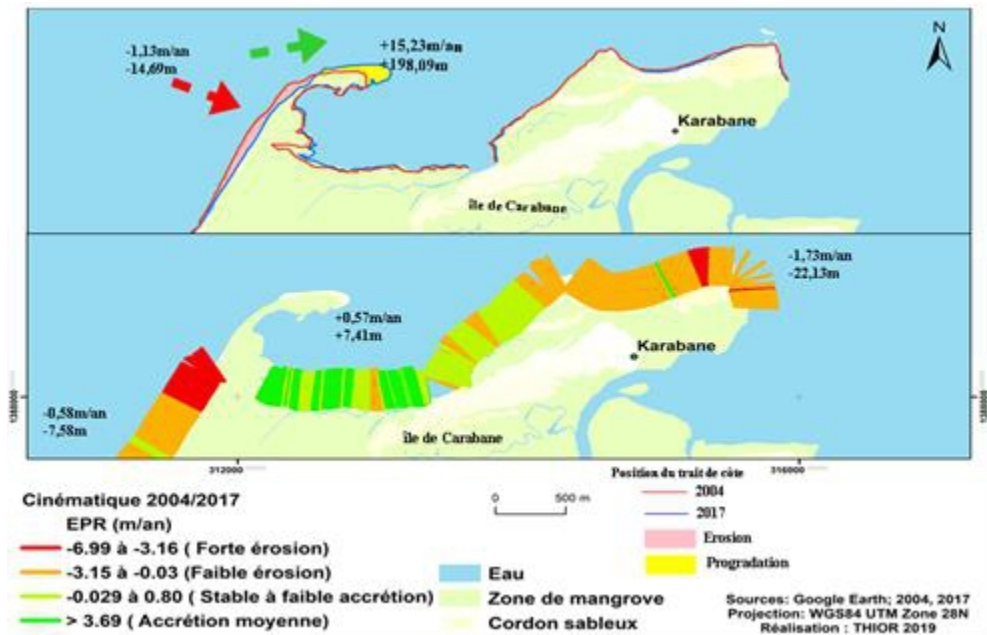 N
-1,13m/an
-14,69m
+15,23m/an
+198,09m
Karabane
île de Carabane
-1,73m/an
-22,13m
+0,57m/an
+7,41m
Karabane
-0,58m/an
-7,58m
île de Carabane
312000
316000
Cinématique 2004/2017
EPR (m/an)
-6.99 à -3.16 ( Forte érosion)
-3.15 à -0.03 (Faible érosion)
-0.029 à 0.80 ( Stable à faible accrétion)
> 3.69 ( Accrétion moyenne)
0 500 m
Eau
Zone de mangrove
Cordon sableux
Position du trait de côte
2004
2017
Erosion
Progradation
Sources: Google Earth; 2004, 2017
Projection: WGS84 UTM Zone 28N
Réalisation : THIOR 2019